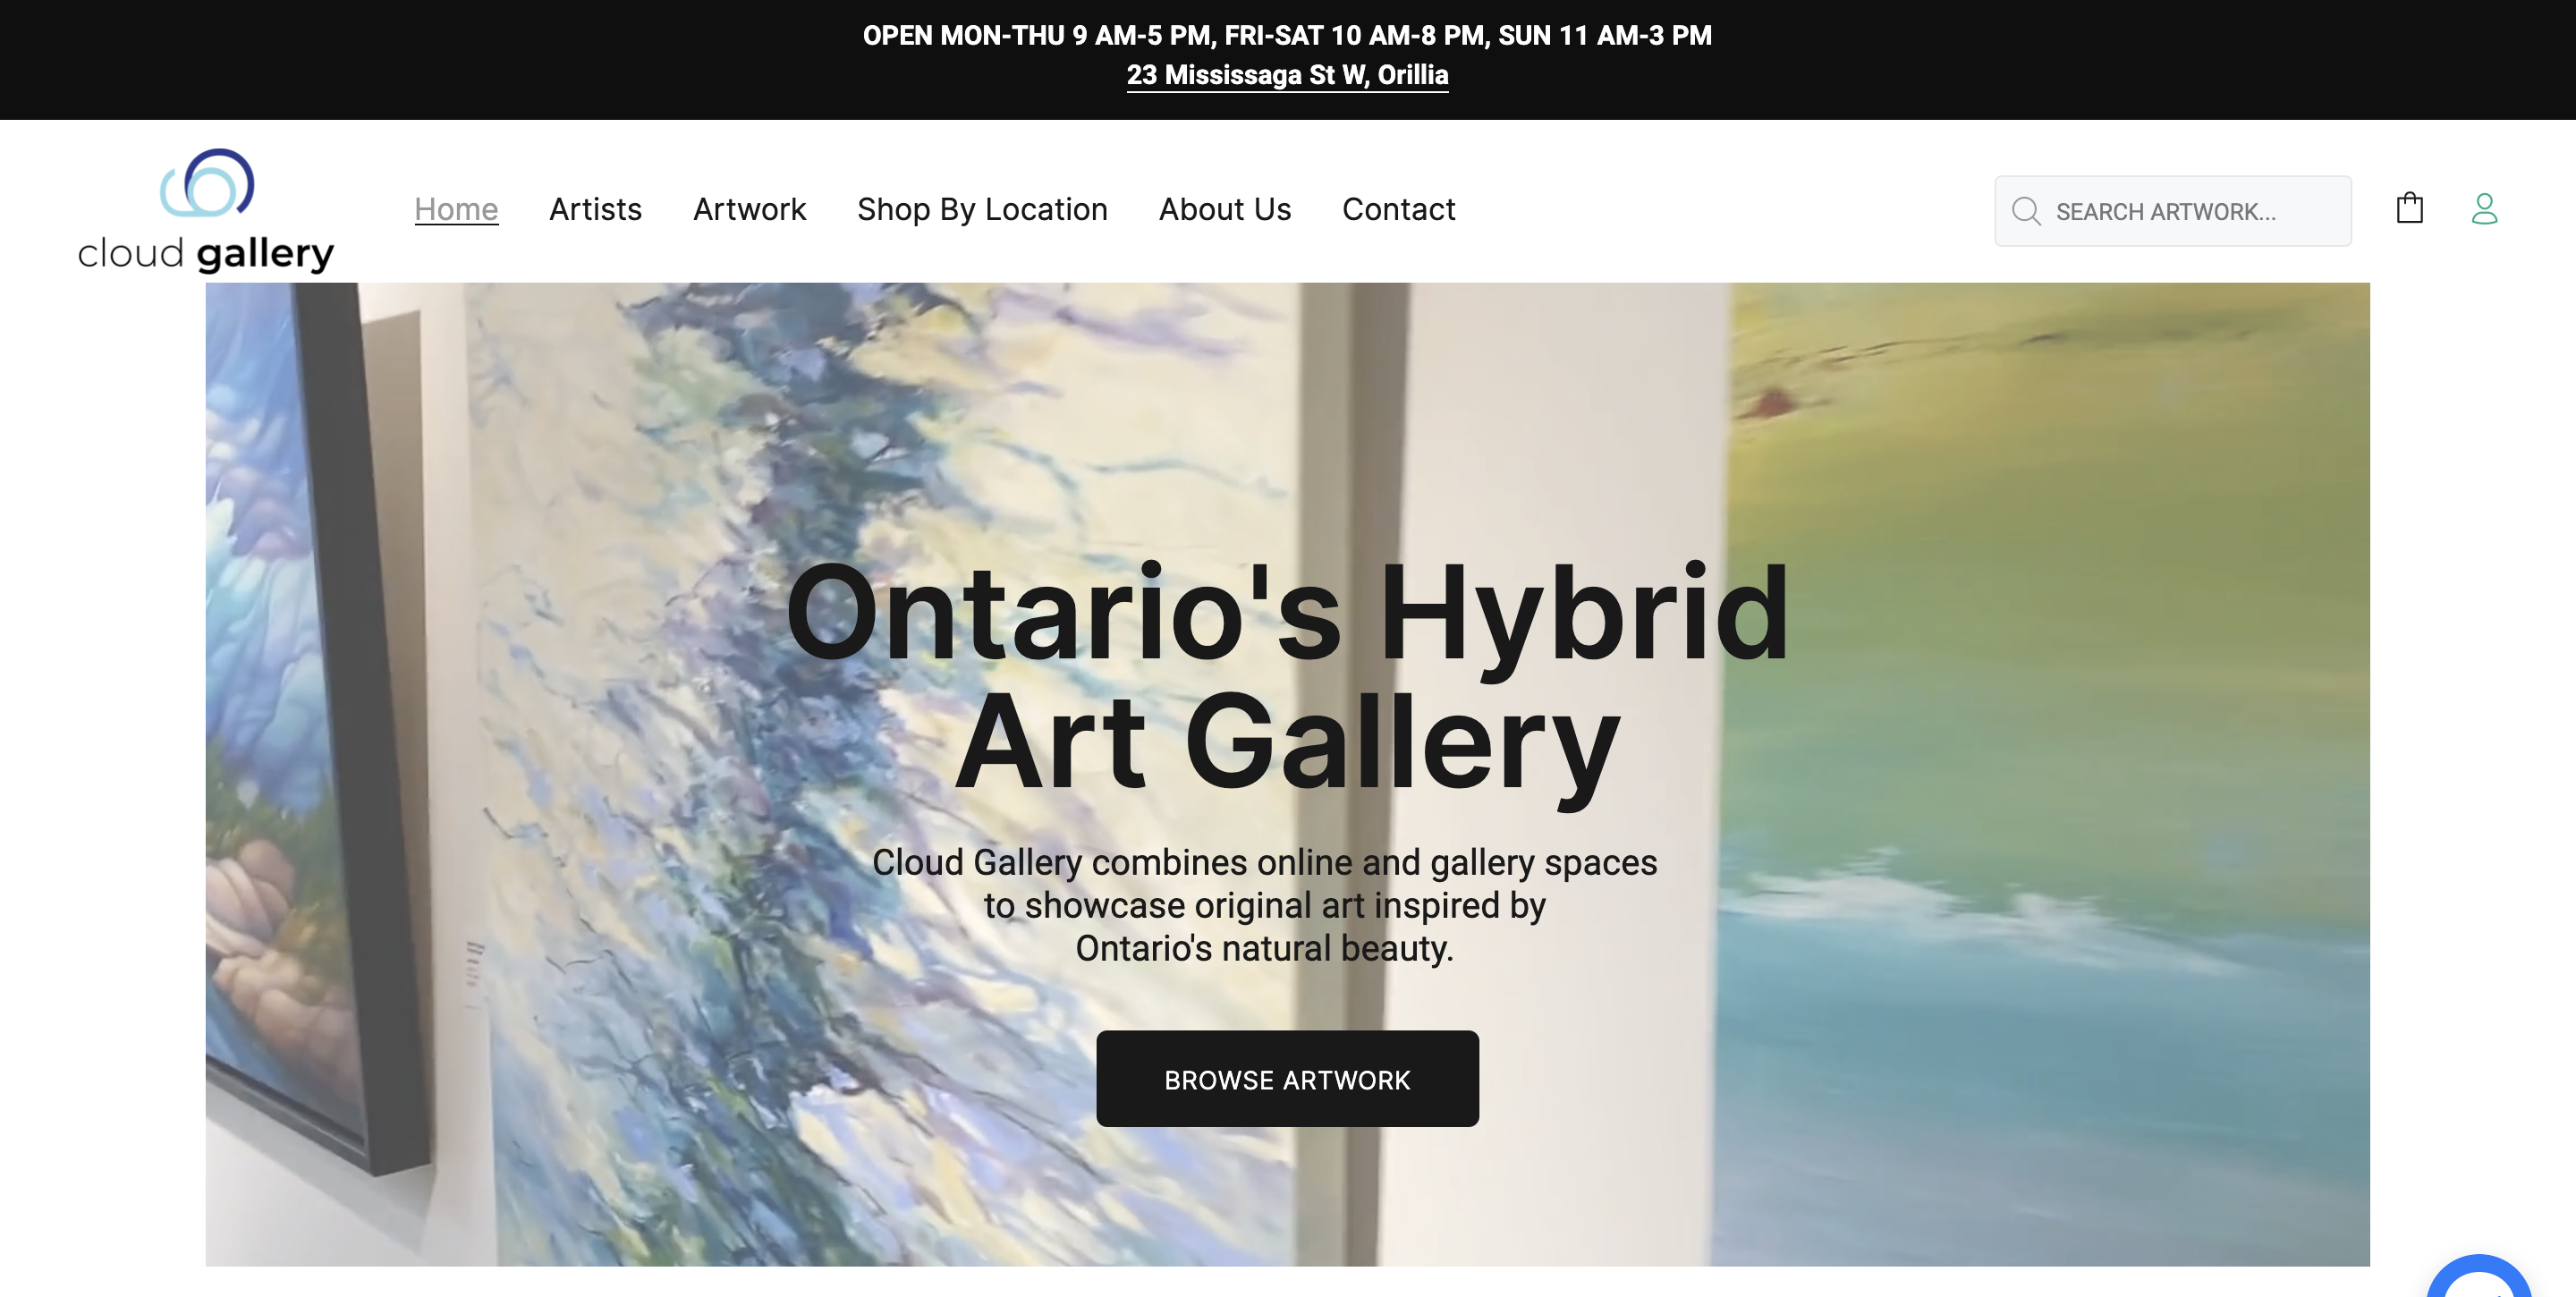 OPEN MON-THU 9 AM-5 PM, FRI-SAT 10 AM-8 PM, SUN 11 AM-3 PM
23 Mississaga St W, Orillia
cloud gallery
Home
Artists
Artwork
Shop By Location
About Us
Contact
SEARCH ARTWORK...
Ontario's Hybrid
Art Gallery
Cloud Gallery combines online and gallery spaces
to showcase original art inspired by
Ontario's natural beauty.
BROWSE ARTWORK